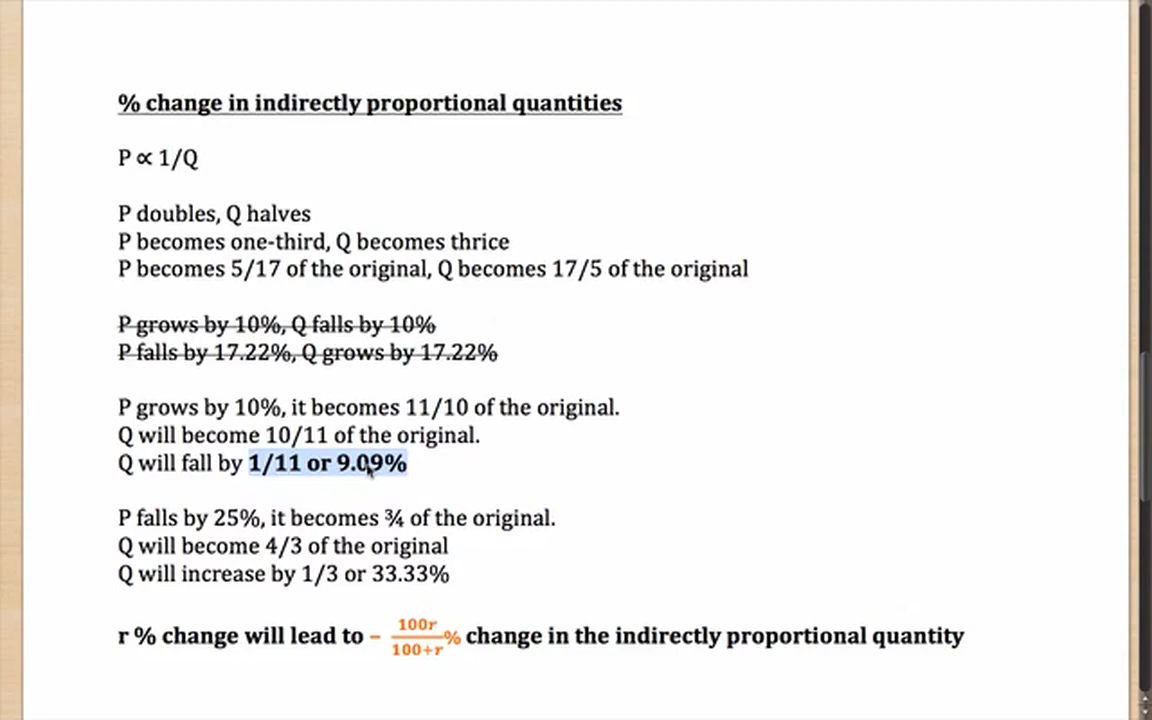 % change in indirectly proportional quantities
P ∝ 1/Q
P doubles, Q halves
P becomes one-third, Q becomes thrice
P becomes 5/17 of the original, Q becomes 17/5 of the original
P grows by 10%, Q falls by 10%
P falls by 17.22%, Q grows by 17.22%
P grows by 10%, it becomes 11/10 of the original.
Q will become 10/11 of the original.
Q will fall by 1/11 or 9.09%
P falls by 25%, it becomes ¾ of the original.
Q will become 4/3 of the original
Q will increase by 1/3 or 33.33%
r % change will lead to − 100r/100+r % change in the indirectly proportional quantity